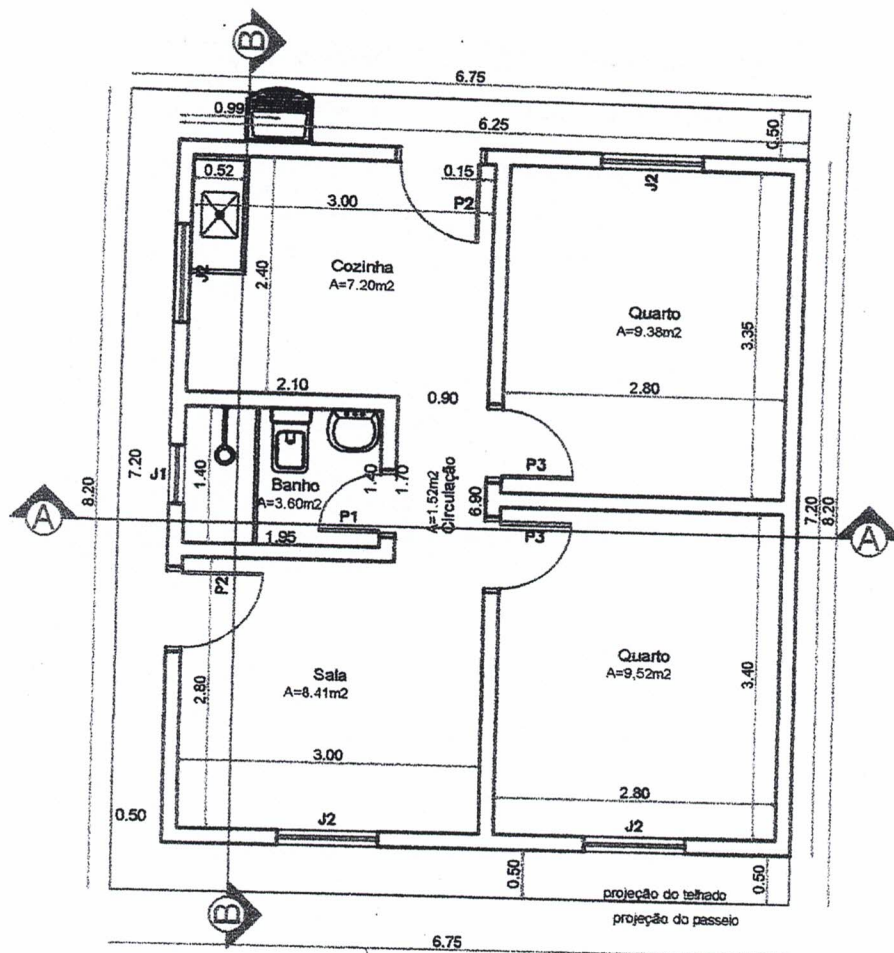 B
6.75
0.99
6.25
0.50
0.52
0.15
3.00
P2
J2
J2
2.40
Cozinha
A=7.20m2
Quarto
A=9.38m2
3.35
2.10
0.90
2.80
7.20
8.20
J1
1.40
Banho
A=3.60m2
1.40
1.70
Circulação
A=1.52m2
6.90
P3
7.20
8.20
A
P1
P3
A
1.95
P2
Sala
A=8.41m2
Quarto
A=9,52m2
2.80
3.40
3.00
2.80
0.50
J2
J2
0.50
0.50
projeção do telhado
projeção do passeio
B
6.75